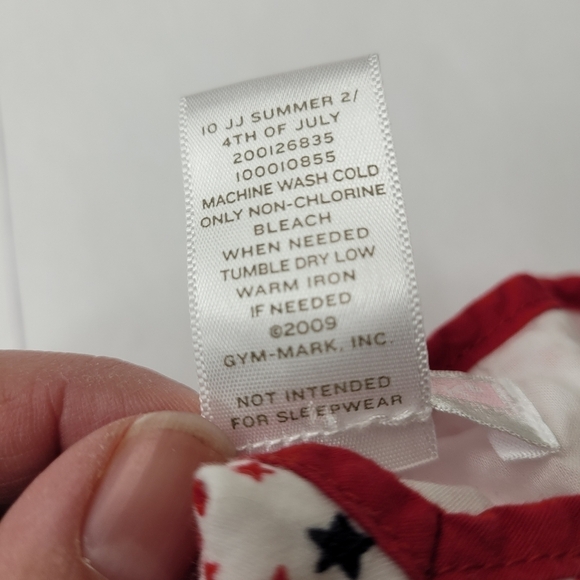 10 JJ SUMMER 2/
4TH OF JULY
200126835
100010855
MACHINE WASH COLD
ONLY NON-CHLORINE
BLEACH
WHEN NEEDED
TUMBLE DRY LOW
WARM IRON
IF NEEDED
©2009
GYM-MARK, INC.
NOT INTENDED
FOR SLEEPWEAR